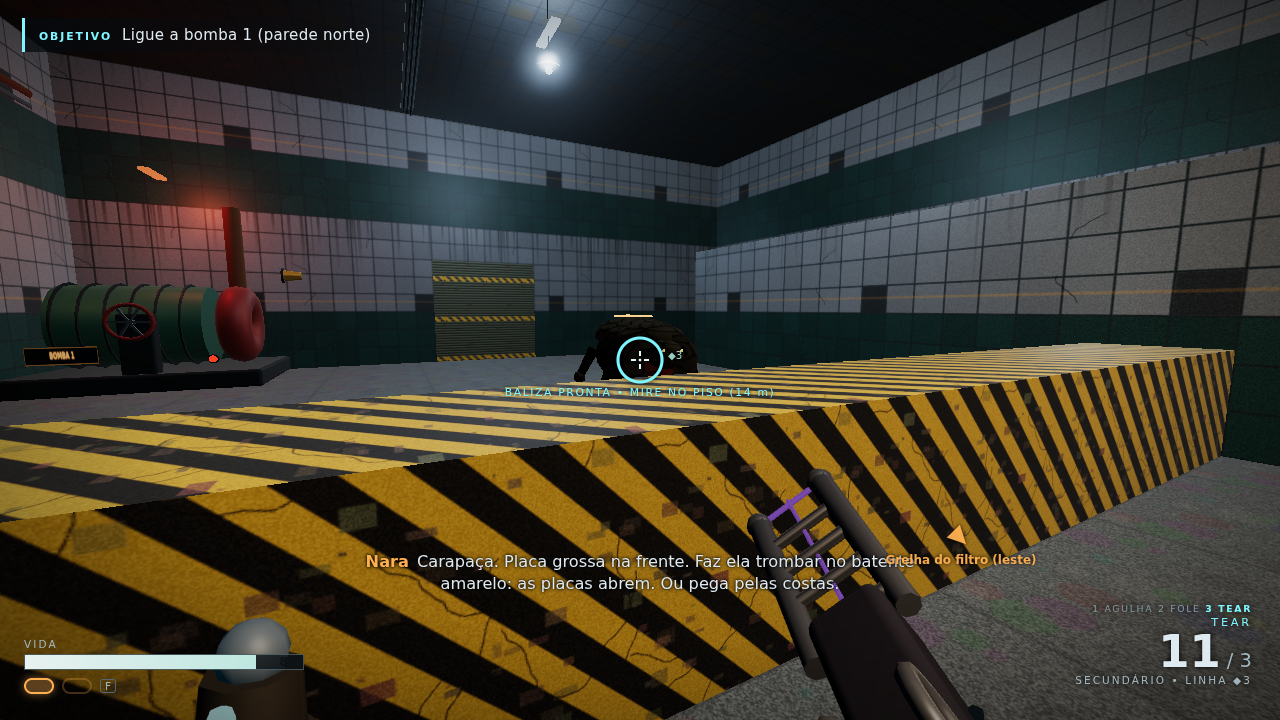 OBJETIVO Ligue a bomba 1 (parede norte)
BOMBA 1
◆3
BALIZA PRONTA • MIRE NO PISO (14 m)
Nara Carapaça. Placa grossa na frente. Faz ela trombar no batente
amarelo: as placas abrem. Ou pega pelas costas.
Grelha do filtro (leste)
VIDA
F
1 AGULHA 2 FOLE 3 TEAR
TEAR
11 / 3
SECUNDÁRIO • LINHA ◆3